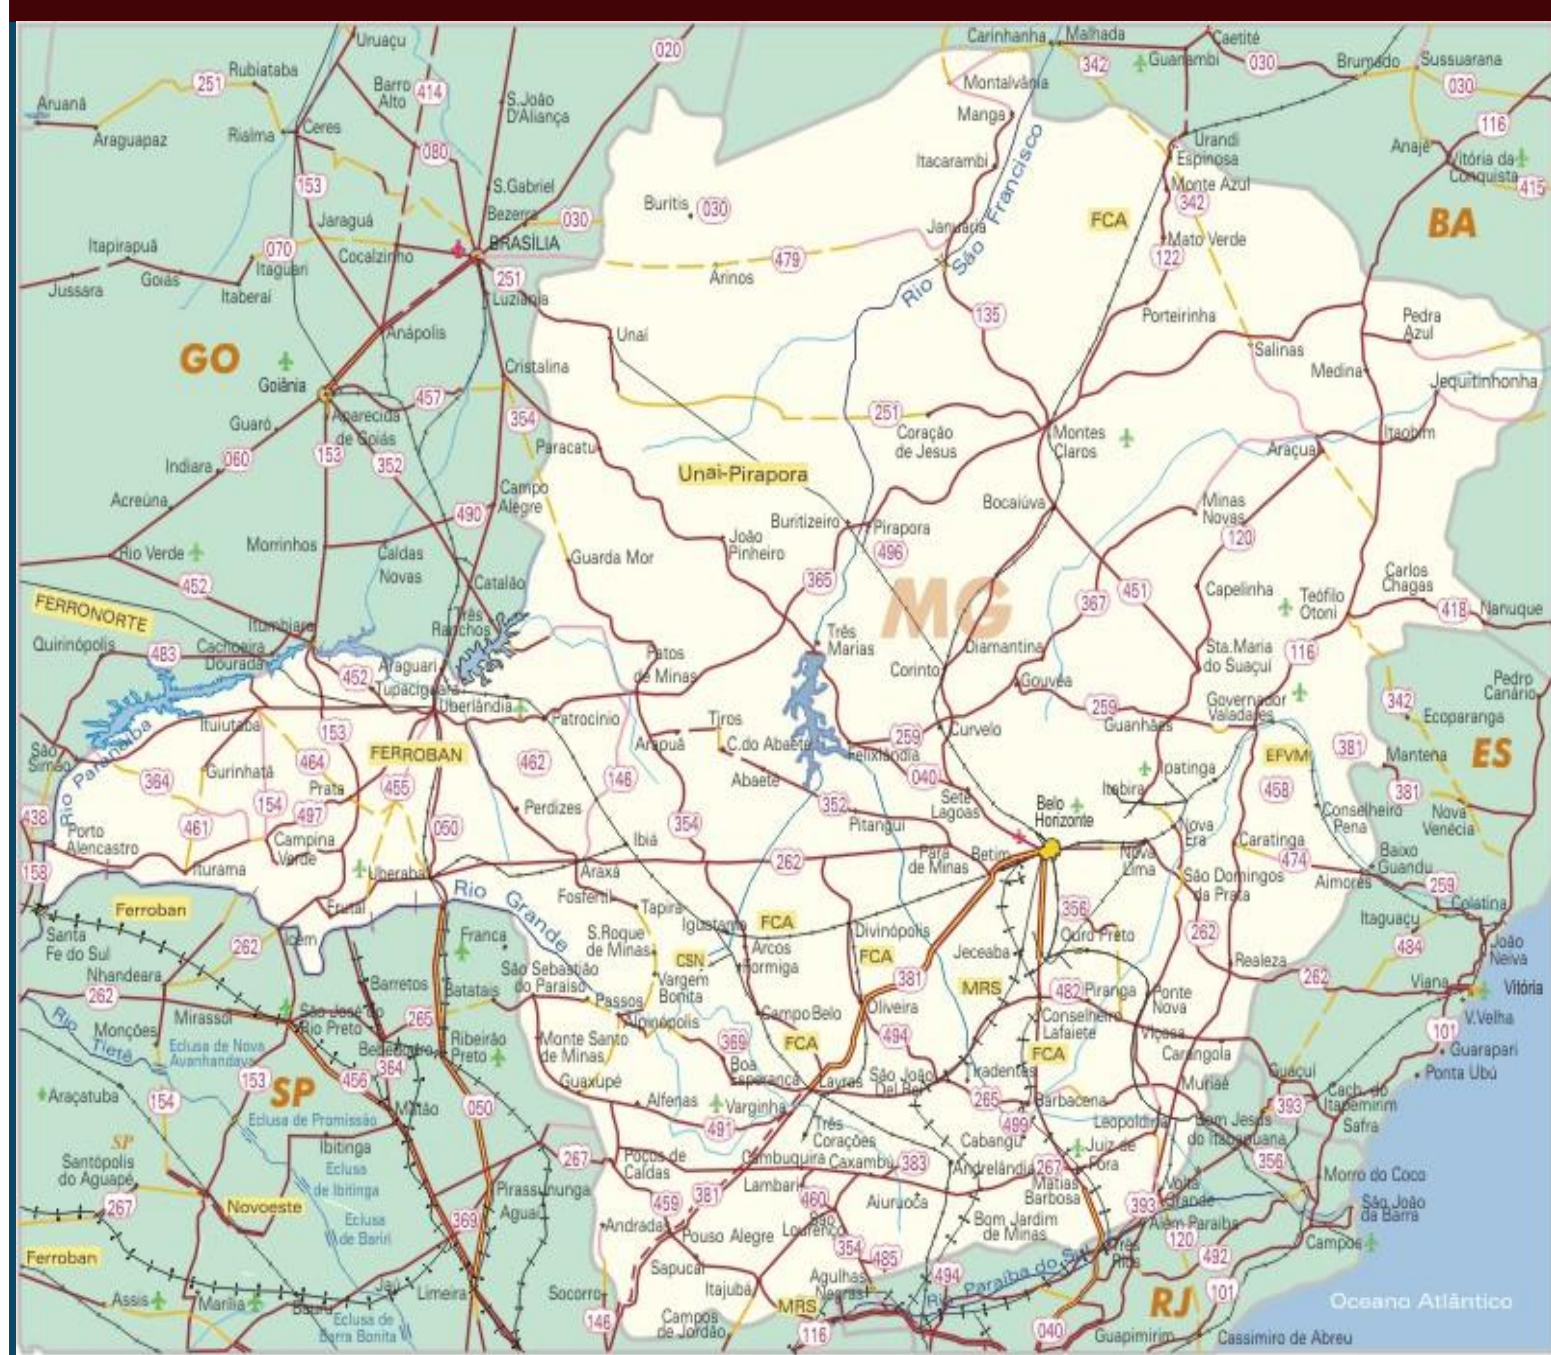 Uruaçu
020
Carinhanha
Malhada
Caetité
342
Guanambi
030
Brumado
Sussuarana
251
Rubiataba
Barro
Alto
414
S.João
D'Aliança
Montalvânia
030
Aruanã
Araguapaz
Rialma
Ceres
080
Manga
116
Urandi
Espinosa
Anajé
Vitória da
Conquista
415
Itacarambi
Rio São Francisco
153
S.Gabriel
Monte Azul
342
Buritis
030
Bezerra
030
FCA
BA
Jaraguá
Januária
Mato Verde
122
Itapirapuã
070
Cocalzinho
BRASÍLIA
Itaguari
Goiás
Jussara
Itaberaí
251
Luziânia
Arinos
479
135
Porteirinha
Pedra
Azul
Anápolis
Unaí
Salinas
GO
Goiânia
Cristalina
Medina
Jequitinhonha
457
354
251
Guaró
Aparecida
de Goiás
Coração
de Jesus
Montes
Claros
Itaobim
Araçuaí
Paracatu
Indiara
060
153
352
Unai-Pirapora
Acreúna
Campo
Alegre
490
Bocaiúva
Minas
Novas
Buritizeiro
Pirapora
120
Rio Verde
Morrinhos
Caldas
Novas
João
Pinheiro
496
Guarda Mor
452
Catalão
365
MG
367
451
Capelinha
Teófilo
Otoni
Carlos
Chagas
418
Nanuque
FERRONORTE
Itumbiara
Três
Ranchos
Quirinópolis
483
Cachoeira
Dourada
Três
Marias
Diamantina
Sta.Maria
do Suaçuí
116
Araguari
Patos
de Minas
Corinto
452
Tupaciguara
Gouvêa
Pedro
Canário
Uberlândia
Governador
Valadares
342
Ituiutaba
Patrocínio
Tiros
259
Guanhães
Ecoparanga
153
Curvelo
São
Simão
Rio Paranaíba
FERROBAN
462
Arapuá
C.do Abaeté
259
Felixlândia
EFVM
381
Mantena
ES
364
Gurinhatã
464
146
Abaeté
040
Ipatinga
455
Prata
Itabira
458
381
438
154
497
Perdizes
354
352
Sete
Lagoas
Belo
Horizonte
Conselheiro
Pena
Nova
Venécia
Porto
Alencastro
461
Campina
Verde
050
Ibiá
Pitangui
Nova
Era
Caratinga
Baixo
Guandu
158
Iturama
Uberaba
Araxá
262
Pará
de Minas
Betim
Nova
Lima
474
São Domingos
da Prata
Aimorés
259
Colatina
Ferroban
Frutal
Rio Grande
Fosfértil
Tapira
Iguatama
FCA
356
Itaguaçu
Santa
Fe do Sul
262
Icém
Franca
S.Roque
de Minas
Divinópolis
Ouro Preto
262
484
João
Neiva
CSN
Arcos
FCA
Jeceaba
Realeza
Nhandeara
São Sebastião
do Paraiso
Formiga
381
262
Viana
Vitória
262
Barretos
Batatais
Vargem
Bonita
MRS
482
Piranga
Ponte
Nova
Mirassol
São José do
Rio Preto
Passos
Alpinópolis
Campo Belo
Oliveira
Conselheiro
Lafaiete
V.Velha
Rio Tietê
Monções
Eclusa de Nova
Avanhandava
265
Ribeirão
Preto
Monte Santo
de Minas
369
FCA
494
FCA
Viçosa
101
Guarapari
Bebedouro
364
Boa
Esperança
Carangola
153
SP
456
Guaxupé
Lavras
São João
Del Rei
Tiradentes
Muriaé
Guaçuí
Ponta Ubú
Araçatuba
154
Matão
050
Alfenas
Varginha
265
Barbacena
393
Cach. do
Itapemirim
Eclusa de Promissão
491
Três
Corações
499
Leopoldina
Bom Jesus
do Itabapuana
Safra
SP
Ibitinga
Cabangu
Juiz de
Fora
Santópolis
do Aguapé
Eclusa
de Ibitinga
267
Poços de
Caldas
Cambuquira
Caxambú
383
Andrelândia
267
356
Morro do Coco
Pirassununga
Lambari
Matias
Barbosa
Volta
Grande
267
Novoeste
459
381
460
Aiuruoca
393
São João
da Barra
Aguaí
369
Andradas
Pouso Alegre
São
Lourenço
Bom Jardim
de Minas
Além Paraíba
Eclusa
de Bariri
354
485
120
492
Campos
Ferroban
Sapucaí
Três
Rios
Jaú
Limeira
Socorro
Itajubá
Agulhas
Negras
494
Rio Paraíba do Sul
101
Assis
Marília
Bauru
MRS
RJ
Oceano Atlântico
Eclusa de
Barra Bonita
146
Campos
de Jordão
116
040
Guapimirim
Cassimiro de Abreu